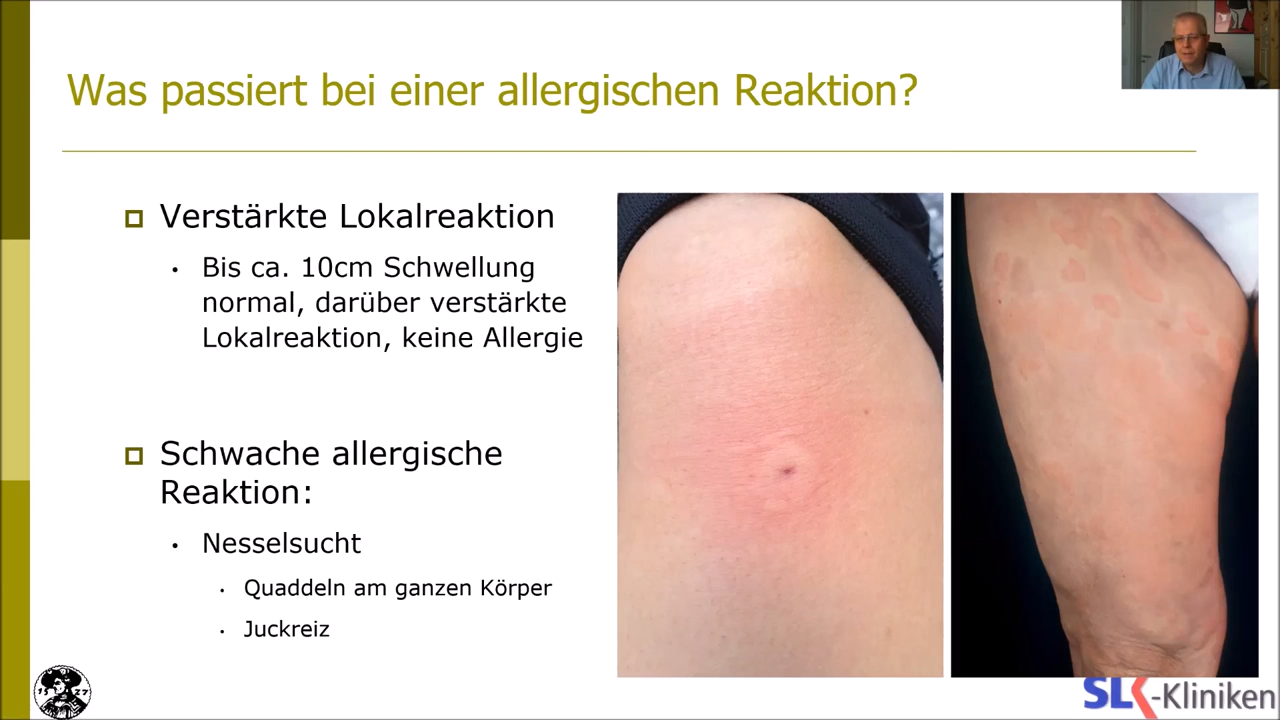 Was passiert bei einer allergischen Reaktion?
Verstärkte Lokalreaktion
• Bis ca. 10cm Schwellung
normal, darüber verstärkte
Lokalreaktion, keine Allergie
Schwache allergische
Reaktion:
• Nesselsucht
• Quaddeln am ganzen Körper
• Juckreiz
1527
SLK-Kliniken